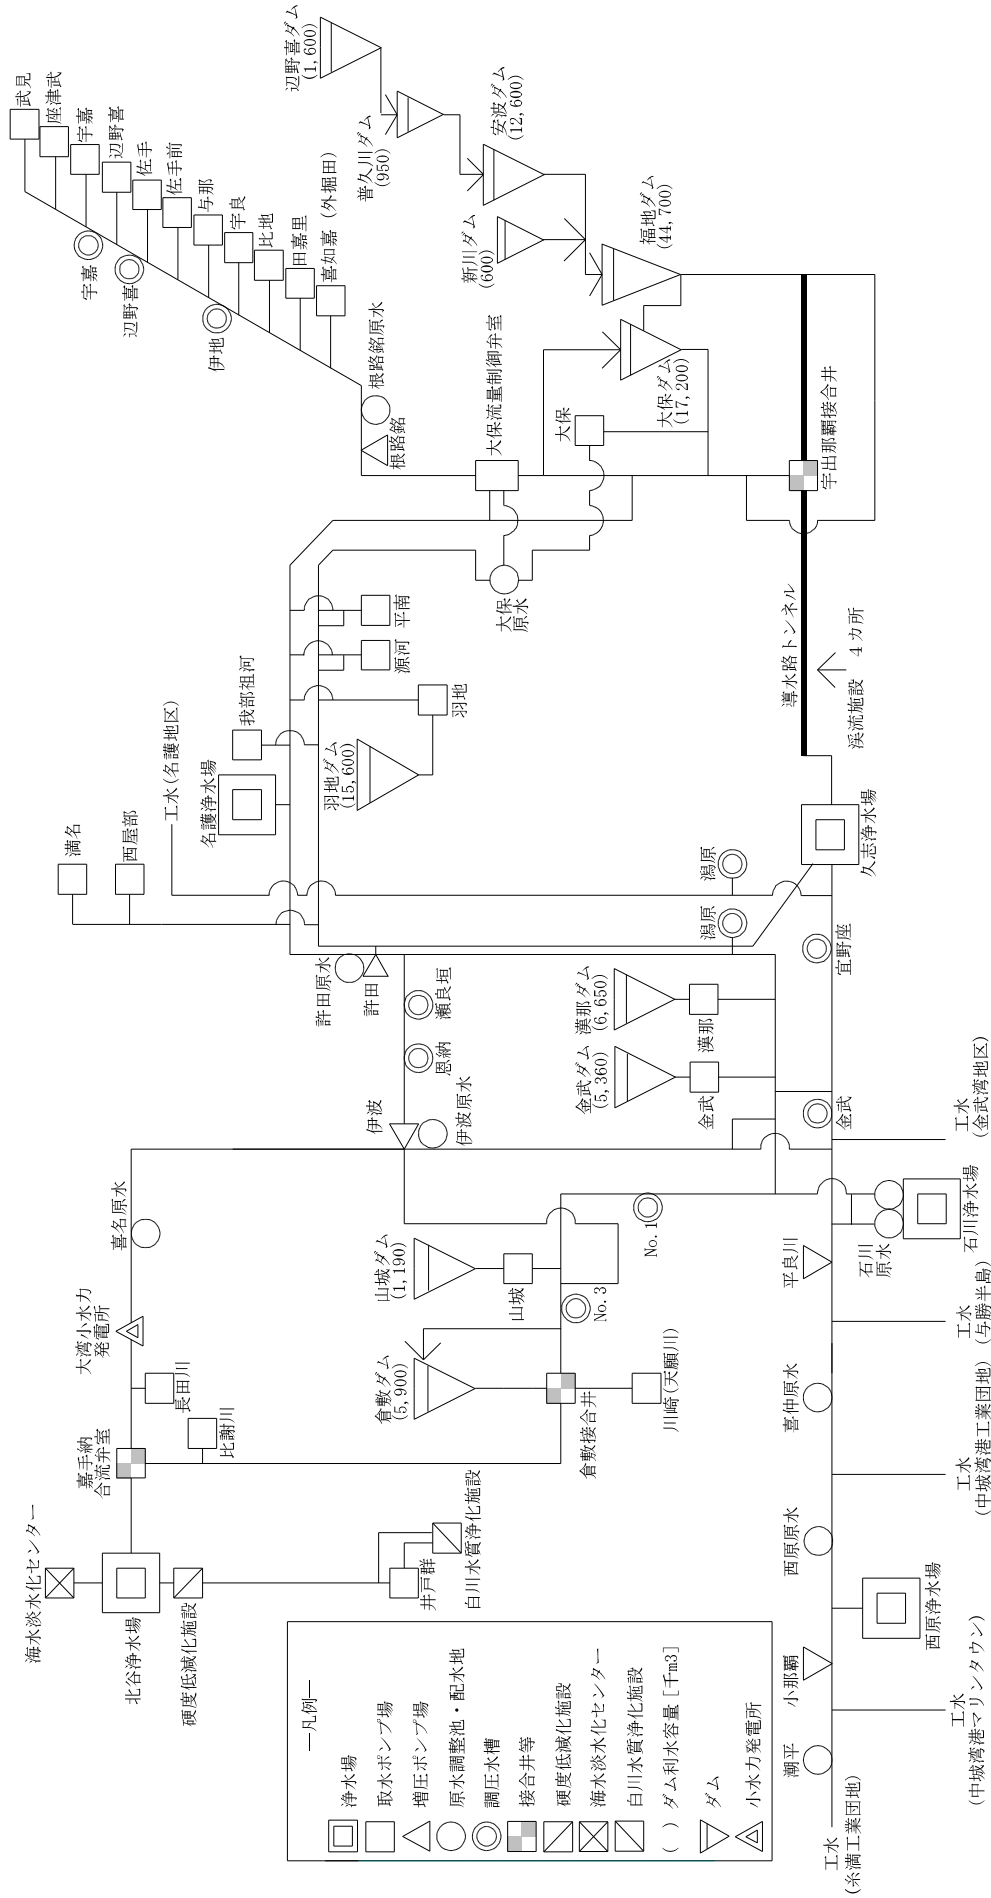 武見
座津武
宇嘉
辺野喜
佐手
佐手前
与那
宇良
比地
田嘉里
喜如嘉（外掘田）
宇嘉
辺野喜
伊地
根路銘原水
根路銘
辺野喜ダム
(1,600)
普久川ダム
(950)
安波ダム
(12,600)
新川ダム
(600)
福地ダム
(44,700)
大保ダム
(17,200)
大保流量制御弁室
大保
大保
原水
宇出那覇接合井
導水路トンネル
渓流施設　４カ所
平南
源河
羽地
羽地ダム
(15,600)
我部祖河
名護浄水場
工水(名護地区)
満名
西屋部
久志浄水場
潟原
潟原
宜野座
許田原水
許田
瀬良垣
恩納
伊波
伊波原水
漢那ダム
(6,650)
漢那
金武ダム
(5,360)
金武
金武
工水
(金武湾地区)
喜名原水
大湾小水力
発電所
長田川
比謝川
嘉手納
合流弁室
山城ダム
(1,190)
山城
No.1
No.3
倉敷ダム
(5,900)
倉敷接合井
川崎(天願川)
石川
原水
石川浄水場
平良川
工水
(与勝半島)
喜仲原水
工水
(中城湾港工業団地)
西原原水
西原浄水場
小那覇
工水
(中城湾港マリンタウン)
潮平
工水
(糸満工業団地)
海水淡水化センター
北谷浄水場
硬度低減化施設
井戸群
白川水質浄化施設
―凡例―
浄水場
取水ポンプ場
増圧ポンプ場
原水調整池・配水地
調圧水槽
接合井等
硬度低減化施設
海水淡水化センター
白川水質浄化施設
( ) ダム利水容量［千m3］
ダム
小水力発電所